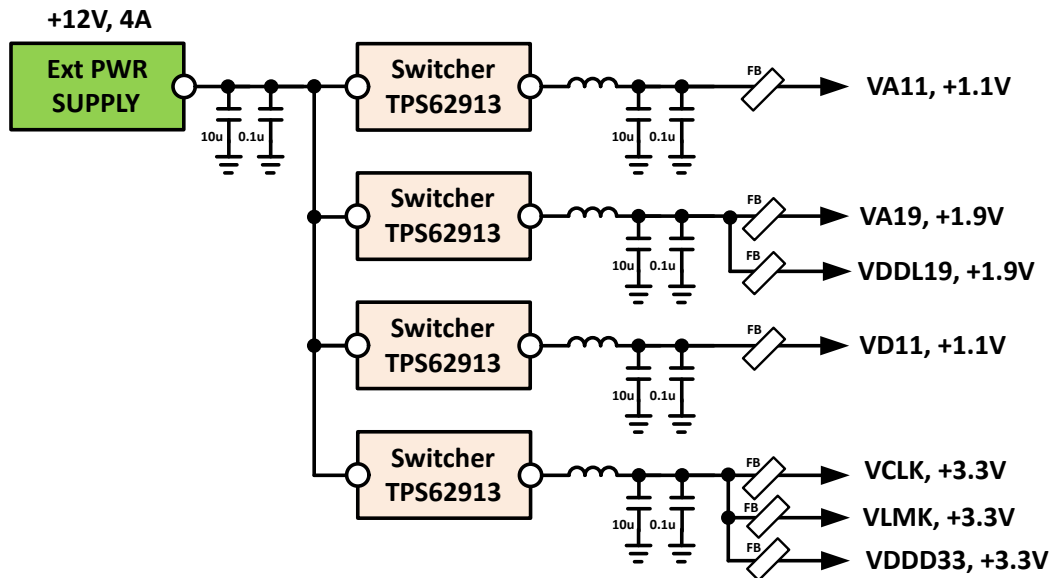 +12V, 4A
Ext PWR
SUPPLY
10u
0.1u
Switcher
TPS62913
10u
0.1u
FB
VA11, +1.1V
Switcher
TPS62913
10u
0.1u
FB
VA19, +1.9V
FB
VDDL19, +1.9V
Switcher
TPS62913
10u
0.1u
FB
VD11, +1.1V
Switcher
TPS62913
10u
0.1u
FB
VCLK, +3.3V
FB
VLMK, +3.3V
FB
VDDD33, +3.3V